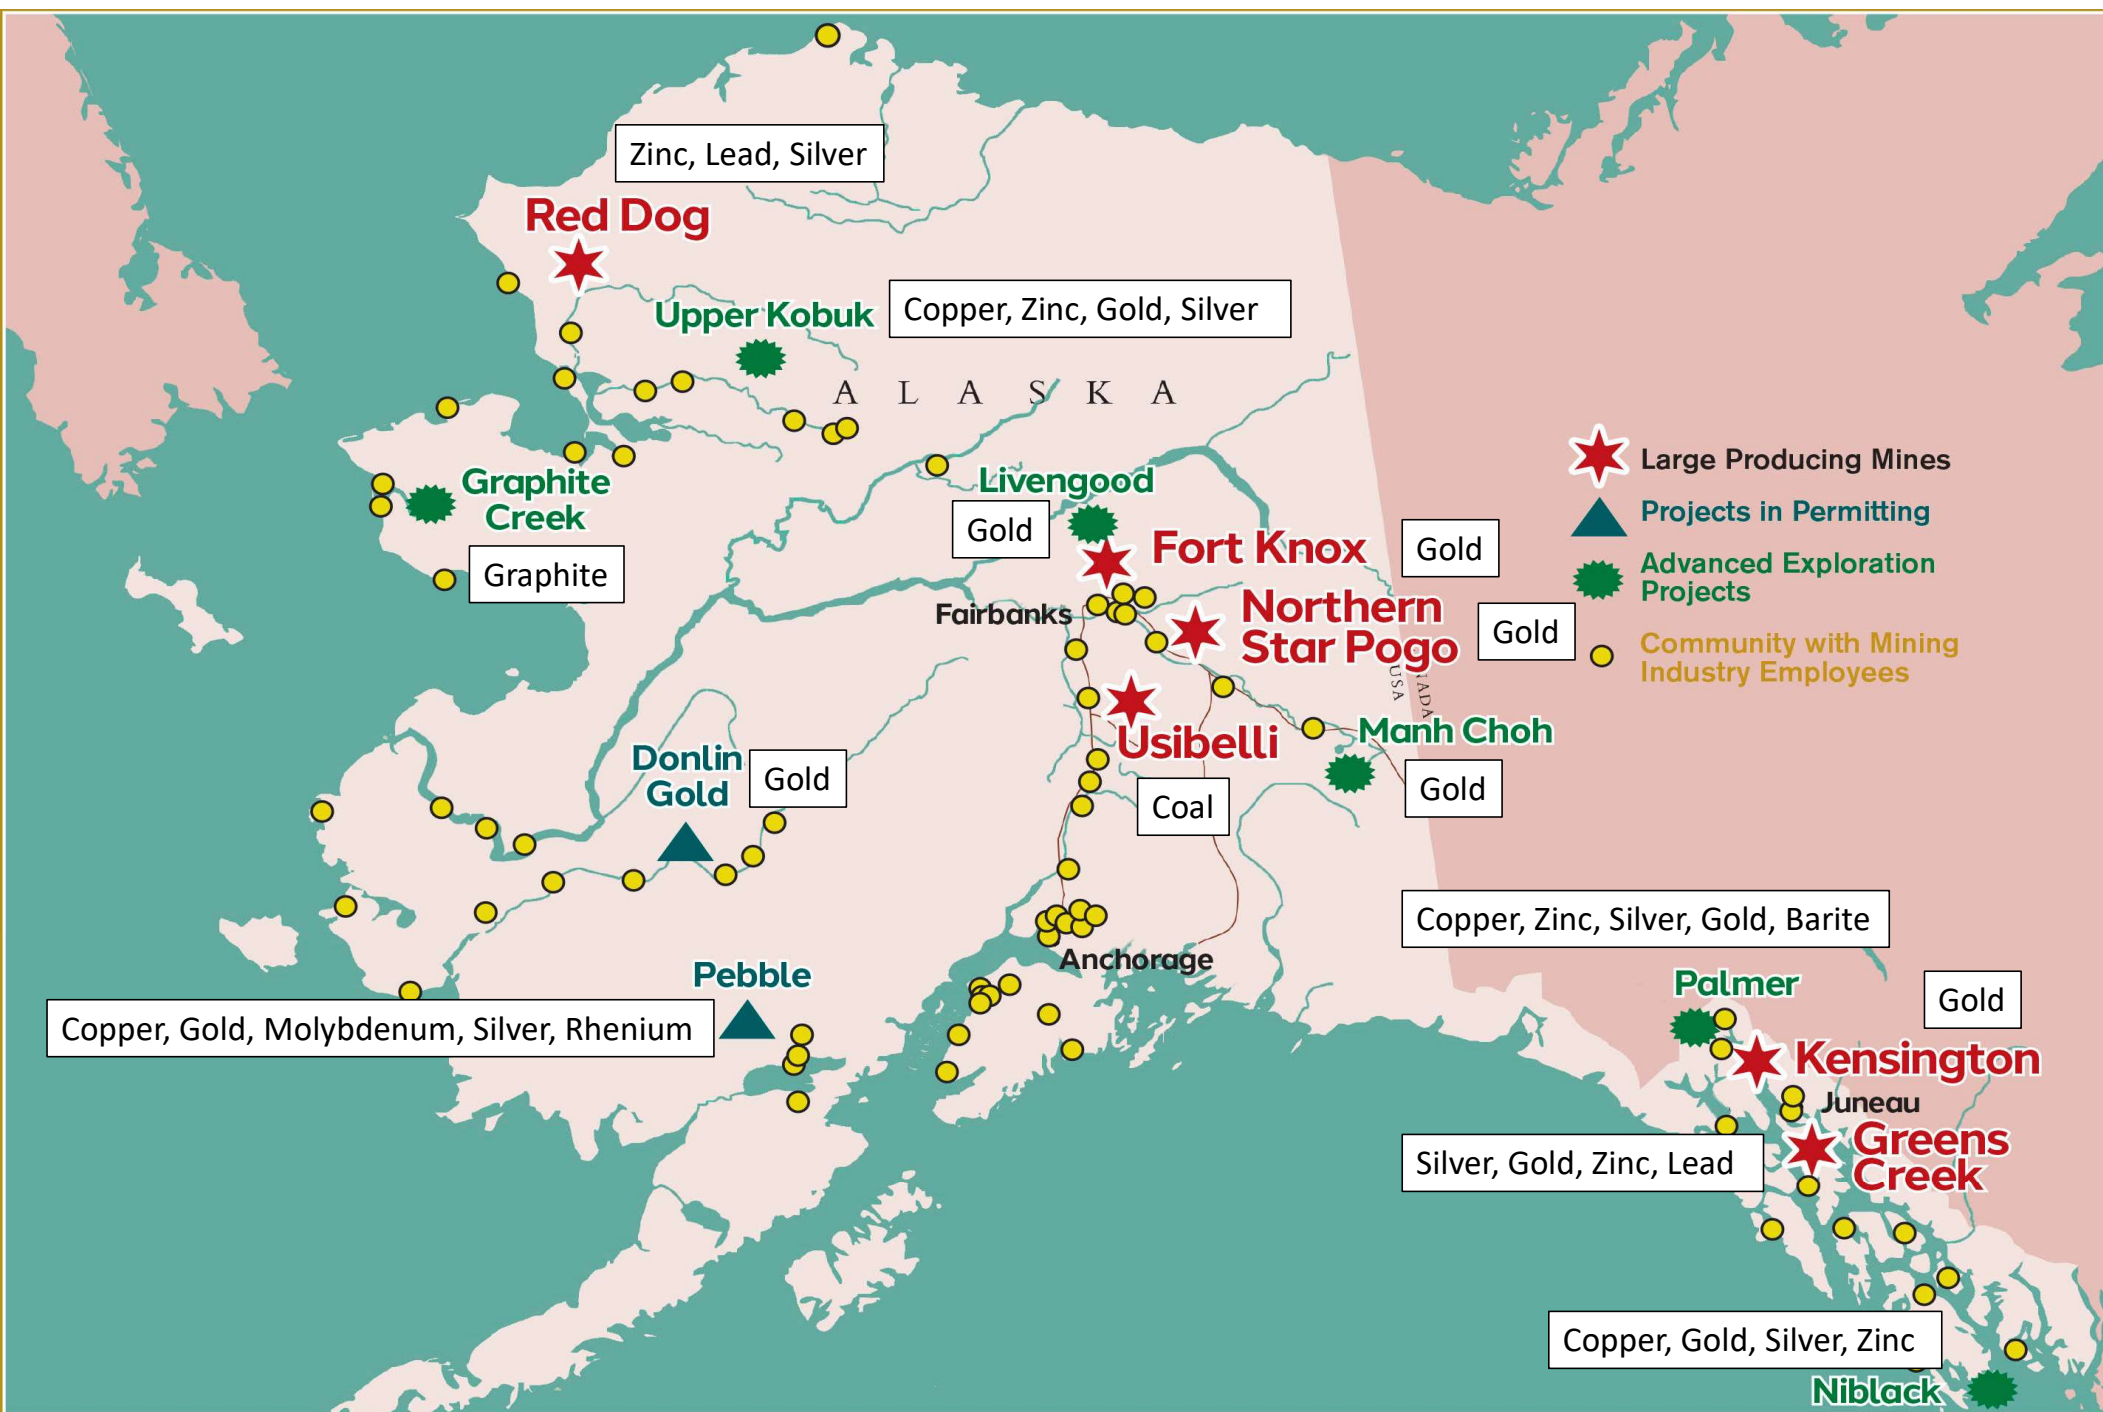 Zinc, Lead, Silver
Red Dog
Upper Kobuk
Copper, Zinc, Gold, Silver
A L A S K A
Graphite
Creek
Graphite
Livengood
Gold
Fort Knox
Gold
Fairbanks
Northern
Star Pogo
Gold
USA
Usibelli
Coal
Manh Choh
Gold
Large Producing Mines
Projects in Permitting
Advanced Exploration
Projects
Community with Mining
Industry Employees
Donlin
Gold
Gold
Anchorage
Pebble
Copper, Gold, Molybdenum, Silver, Rhenium
Copper, Zinc, Silver, Gold, Barite
Palmer
Gold
Kensington
Juneau
Silver, Gold, Zinc, Lead
Greens
Creek
Copper, Gold, Silver, Zinc
Niblack